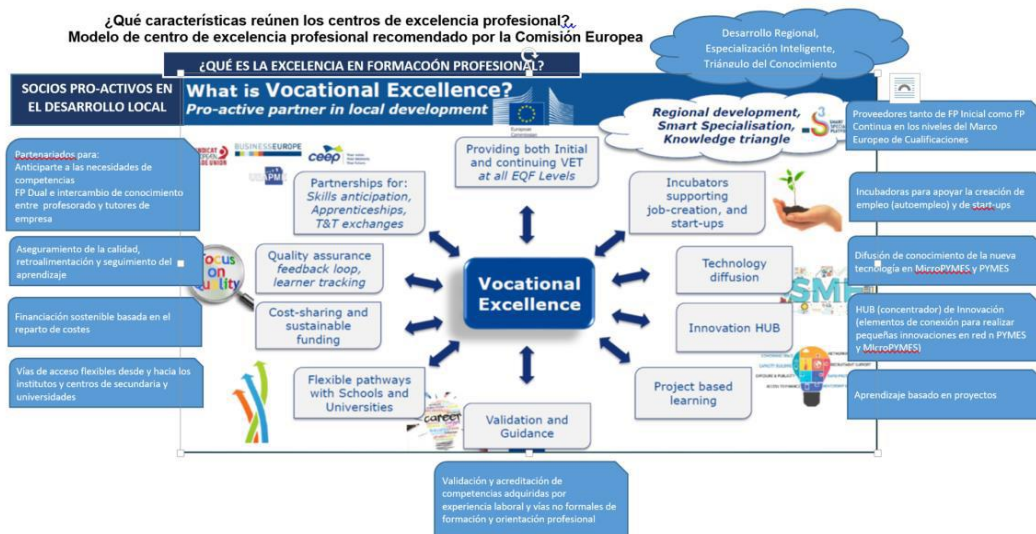 ¿Qué características reúnen los centros de excelencia profesional?
Modelo de centro de excelencia profesional recomendado por la Comisión Europea
Desarrollo Regional,
Especialización Inteligente,
Triángulo del Conocimiento
¿QUÉ ES LA EXCELENCIA EN FORMACOÓN PROFESIONAL?
SOCIOS PRO-ACTIVOS EN
EL DESARROLLO LOCAL
What is Vocational Excellence?
Pro-active partner in local development
European
Commission
Regional development,
Smart Specialisation,
Knowledge triangle
Proveedores tanto de FP Inicial como FP
Continua en los niveles del Marco
Europeo de Cualificaciones
Partenariados para:
Anticiparte a las necesidades de
competencias
FP Dual e intercambio de conocimiento
entre profesorado y tutores de
empresa
BUSINESSEUROPE
ceep
Providing both Initial
and continuing VET
at all EQF Levels
Partnerships for:
Skills anticipation,
Apprenticeships,
T&T exchanges
Incubators
supporting
job-creation, and
start-ups
Incubadoras para apoyar la creación de
empleo (autoempleo) y de start-ups
Aseguramiento de la calidad,
retroalimentación y seguimiento del
aprendizaje
Focus
on
Quality
Quality assurance
feedback loop,
learner tracking
Vocational
Excellence
Technology
diffusion
SME
Difusión de conocimiento de la nueva
tecnología en MicroPYMES y PYMES
Financiación sostenible basada en el
reparto de costes
Cost-sharing and
sustainable
funding
Innovation HUB
HUB (concentrador) de Innovación
(elementos de conexión para realizar
pequeñas innovaciones en red n PYMES
y MIcroPYMES)
Vías de acceso flexibles desde y hacia los
institutos y centros de secundaria y
universidades
Flexible pathways
with Schools and
Universities
career
Validation and
Guidance
Project based
learning
Aprendizaje basado en proyectos
Validación y acreditación de
competencias adquiridas por
experiencia laboral y vías no formales de
formación y orientación profesional